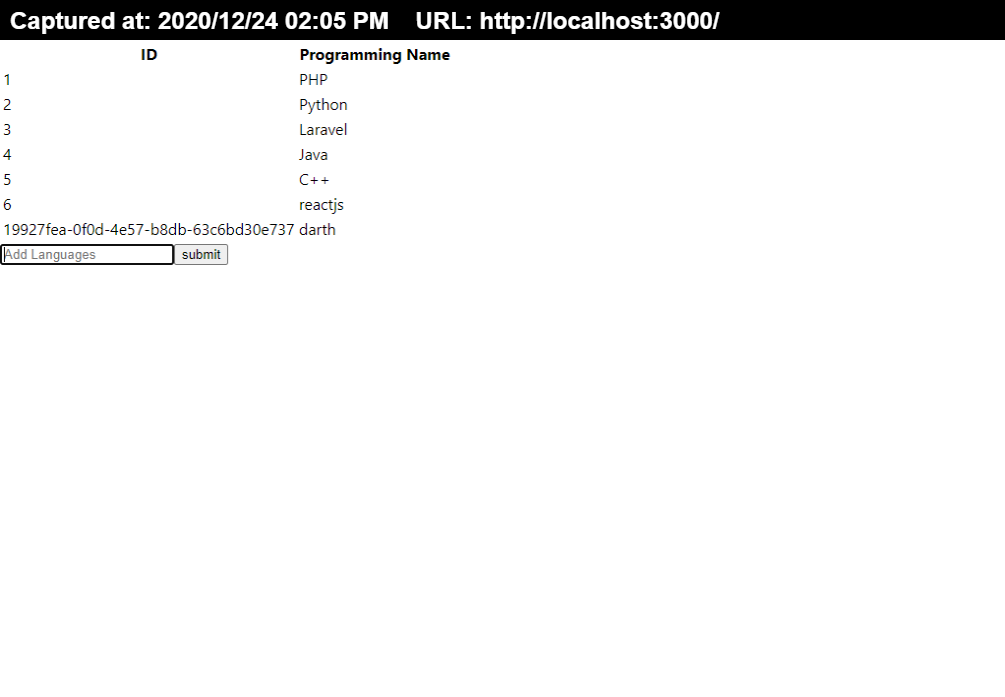 Captured at: 2020/12/24 02:05 PM URL: http://localhost:3000/
ID Programming Name
1 PHP
2 Python
3 Laravel
4 Java
5 C++
6 reactjs
19927fea-0f0d-4e57-b8db-63c6bd30e737 darth
Add Languages submit